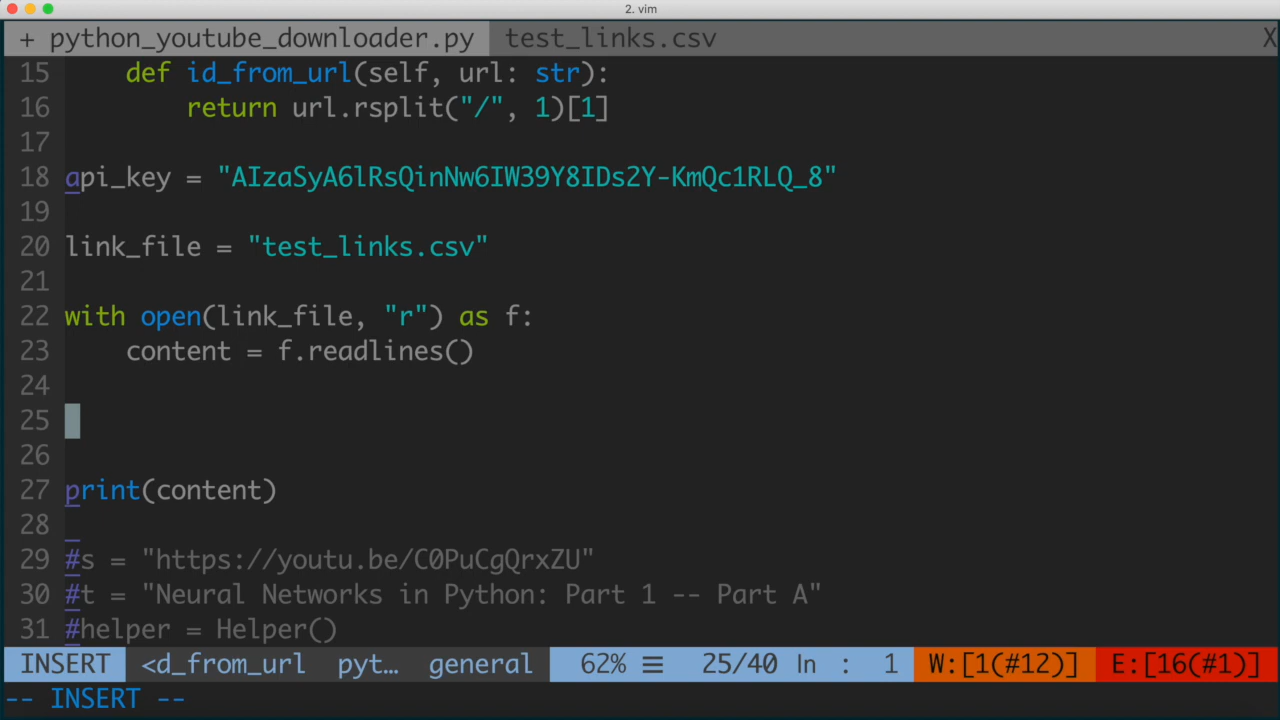 2. vim
+ python_youtube_downloader.py test_links.csv X
15 def id_from_url(self, url: str):
16 return url.rsplit("/", 1)[1]
17
18 api_key = "AIzaSyA6lRsQinNw6IW39Y8IDs2Y-KmQc1RLQ_8"
19
20 link_file = "test_links.csv"
21
22 with open(link_file, "r") as f:
23 content = f.readlines()
24
25
26
27 print(content)
28
29 #s = "https://youtu.be/C0PuCgQrxZU"
30 #t = "Neural Networks in Python: Part 1 -- Part A"
31 #helper = Helper()
INSERT <d_from_url pyt… general 62% ☰ 25/40 ln : 1 W:[1(#12)] E:[16(#1)]
-- INSERT --